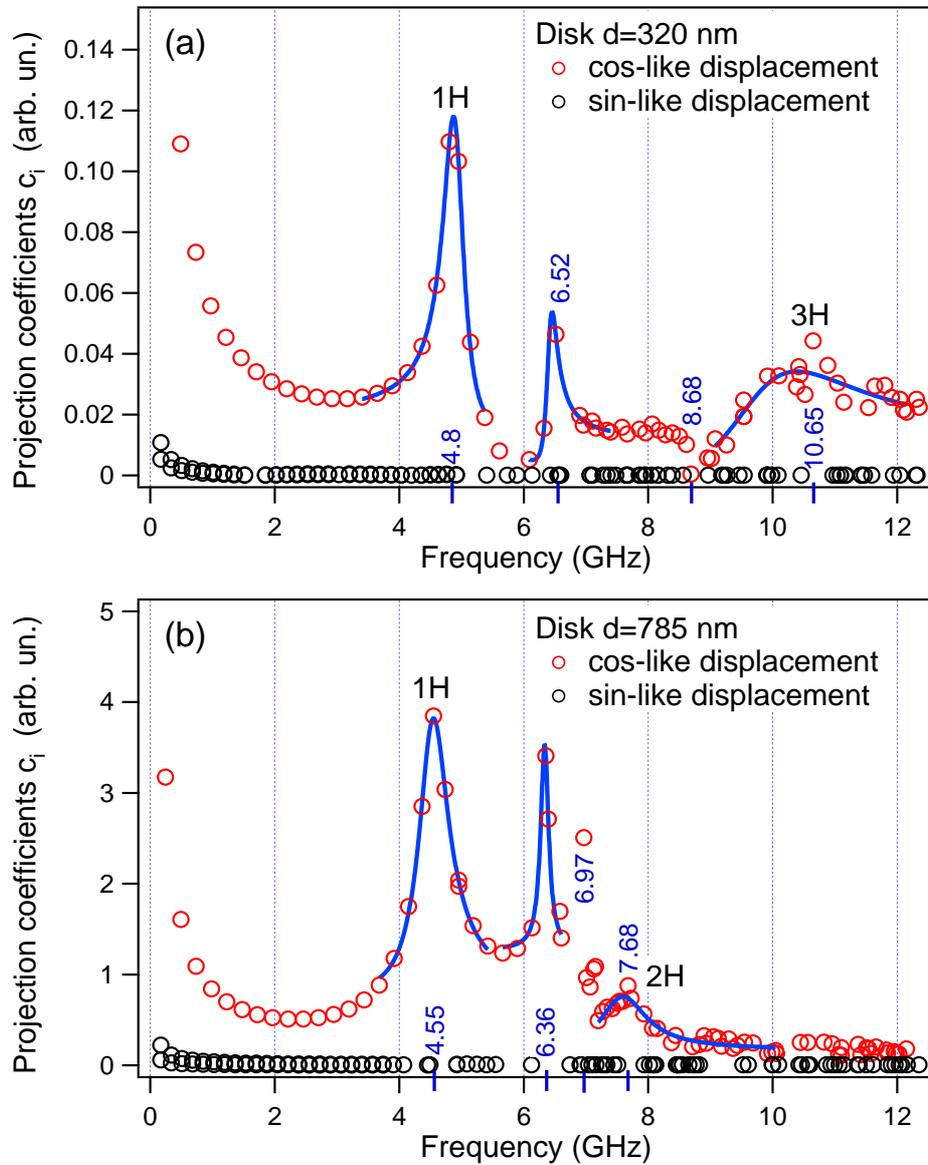 (a)
Disk d=320 nm
cos-like displacement
sin-like displacement
Projection coefficients cᵢ (arb. un.)
0.14
0.12
0.10
0.08
0.06
0.04
0.02
0
1H
3H
4.8
6.52
8.68
10.65
0 2 4 6 8 10 12
Frequency (GHz)
(b)
Disk d=785 nm
cos-like displacement
sin-like displacement
Projection coefficients cᵢ (arb. un.)
5
4
3
2
1
0
1H
2H
4.55
6.36
6.97
7.68
0 2 4 6 8 10 12
Frequency (GHz)